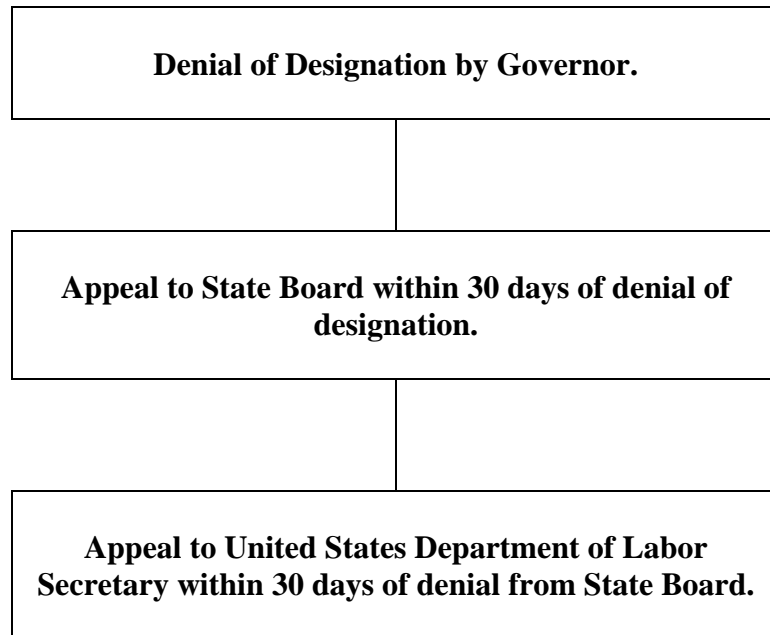 Denial of Designation by Governor.
Appeal to State Board within 30 days of denial of
designation.
Appeal to United States Department of Labor
Secretary within 30 days of denial from State Board.